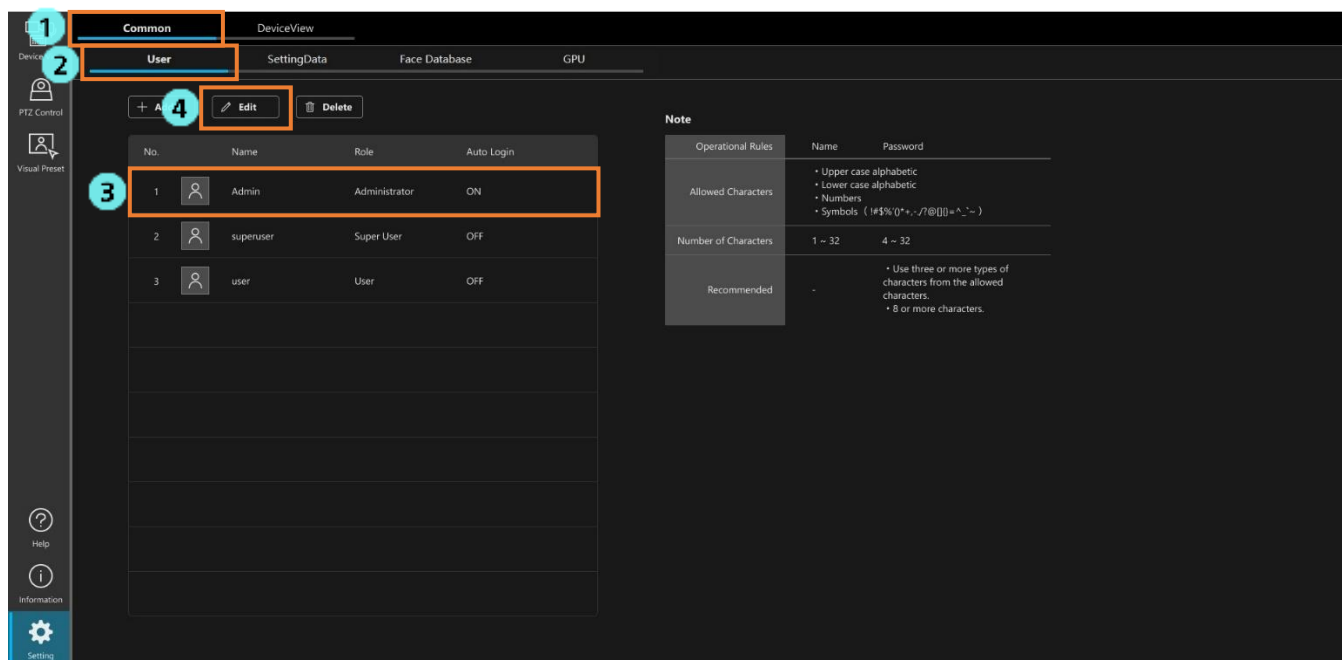 1
Common
DeviceView
2
User
SettingData
Face Database
GPU
PTZ Control
Visual Preset
4
Edit
Delete
No.
Name
Role
Auto Login
3
1
Admin
Administrator
ON
2
superuser
Super User
OFF
3
user
User
OFF
Note
Operational Rules
Name
Password
Allowed Characters
・Upper case alphabetic
・Lower case alphabetic
・Numbers
・Symbols ( !#$%'()*+,-./?@[]{}=^_`~ )
Number of Characters
1 ~ 32
4 ~ 32
Recommended
-
・Use three or more types of
characters from the allowed
characters.
・8 or more characters.
Help
Information
Setting